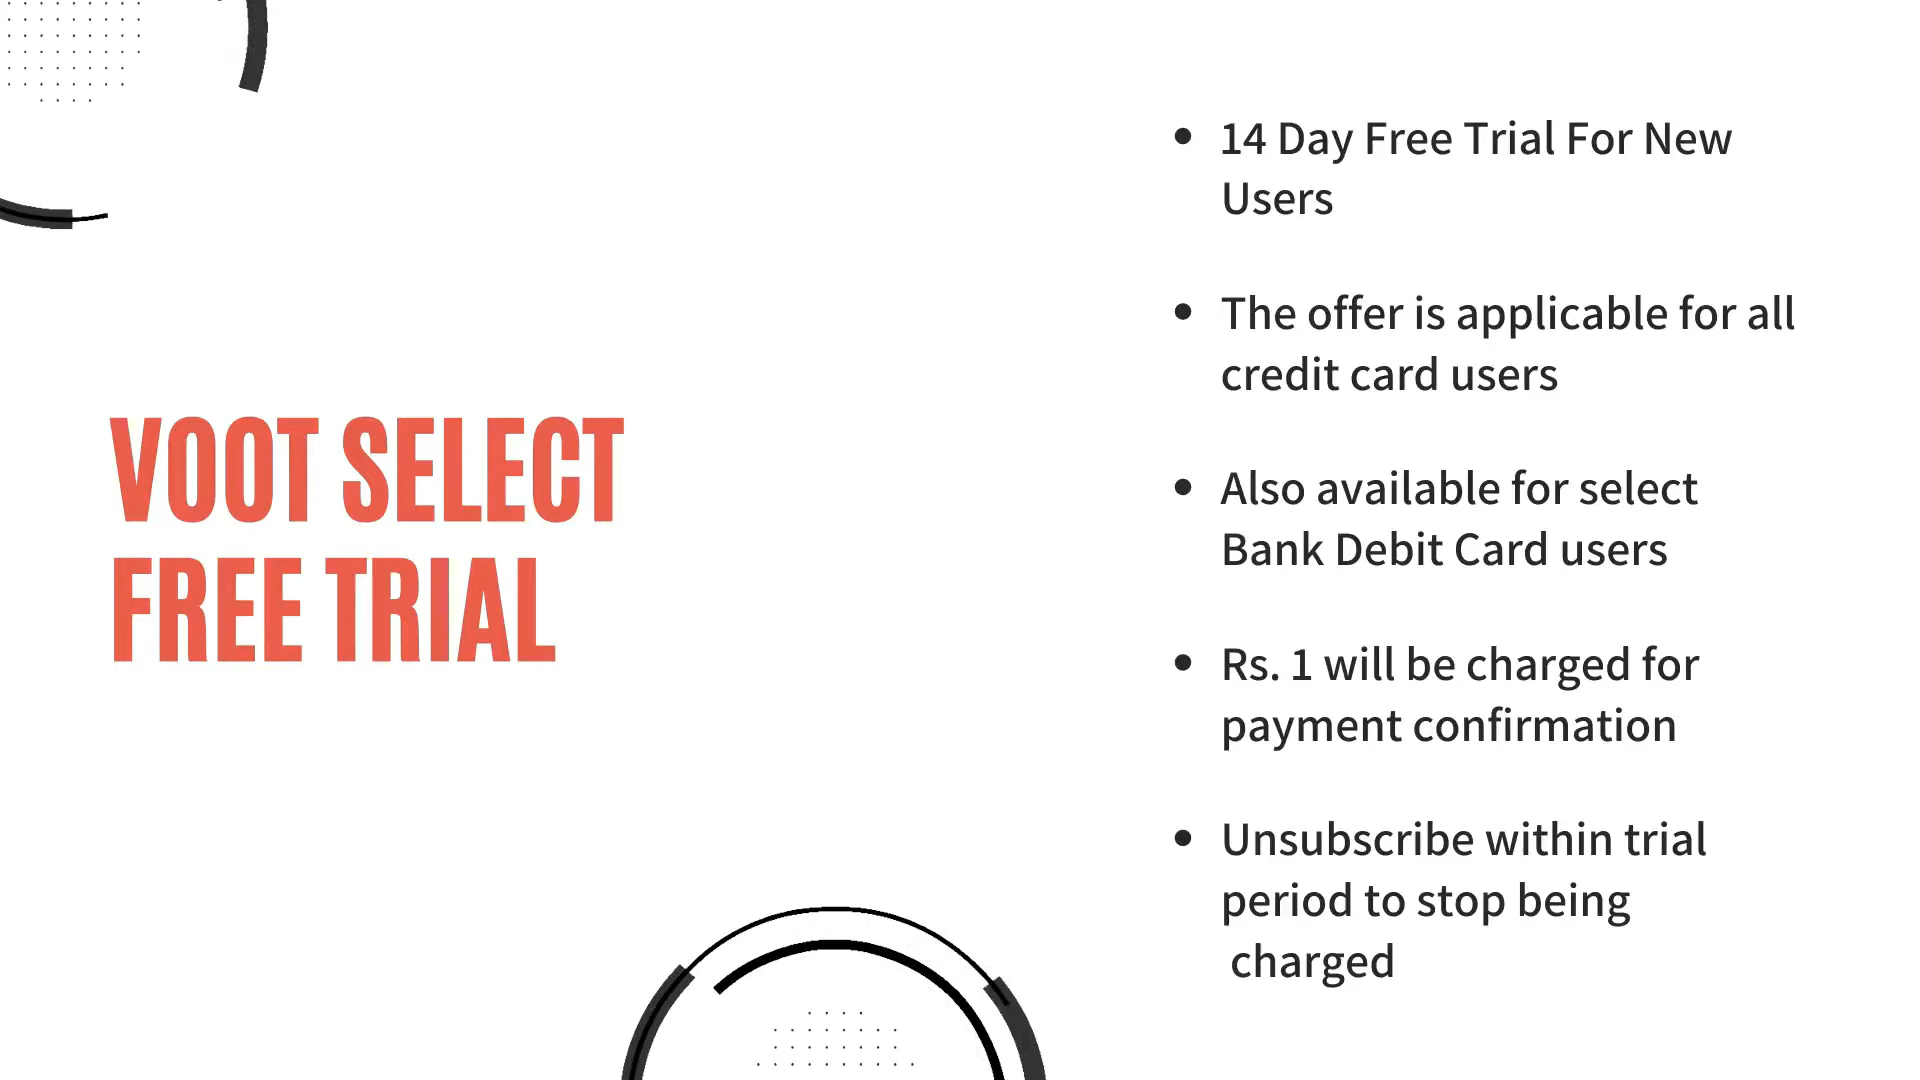 VOOT SELECT
FREE TRIAL
• 14 Day Free Trial For New
Users
• The offer is applicable for all
credit card users
• Also available for select
Bank Debit Card users
• Rs. 1 will be charged for
payment confirmation
• Unsubscribe within trial
period to stop being
charged